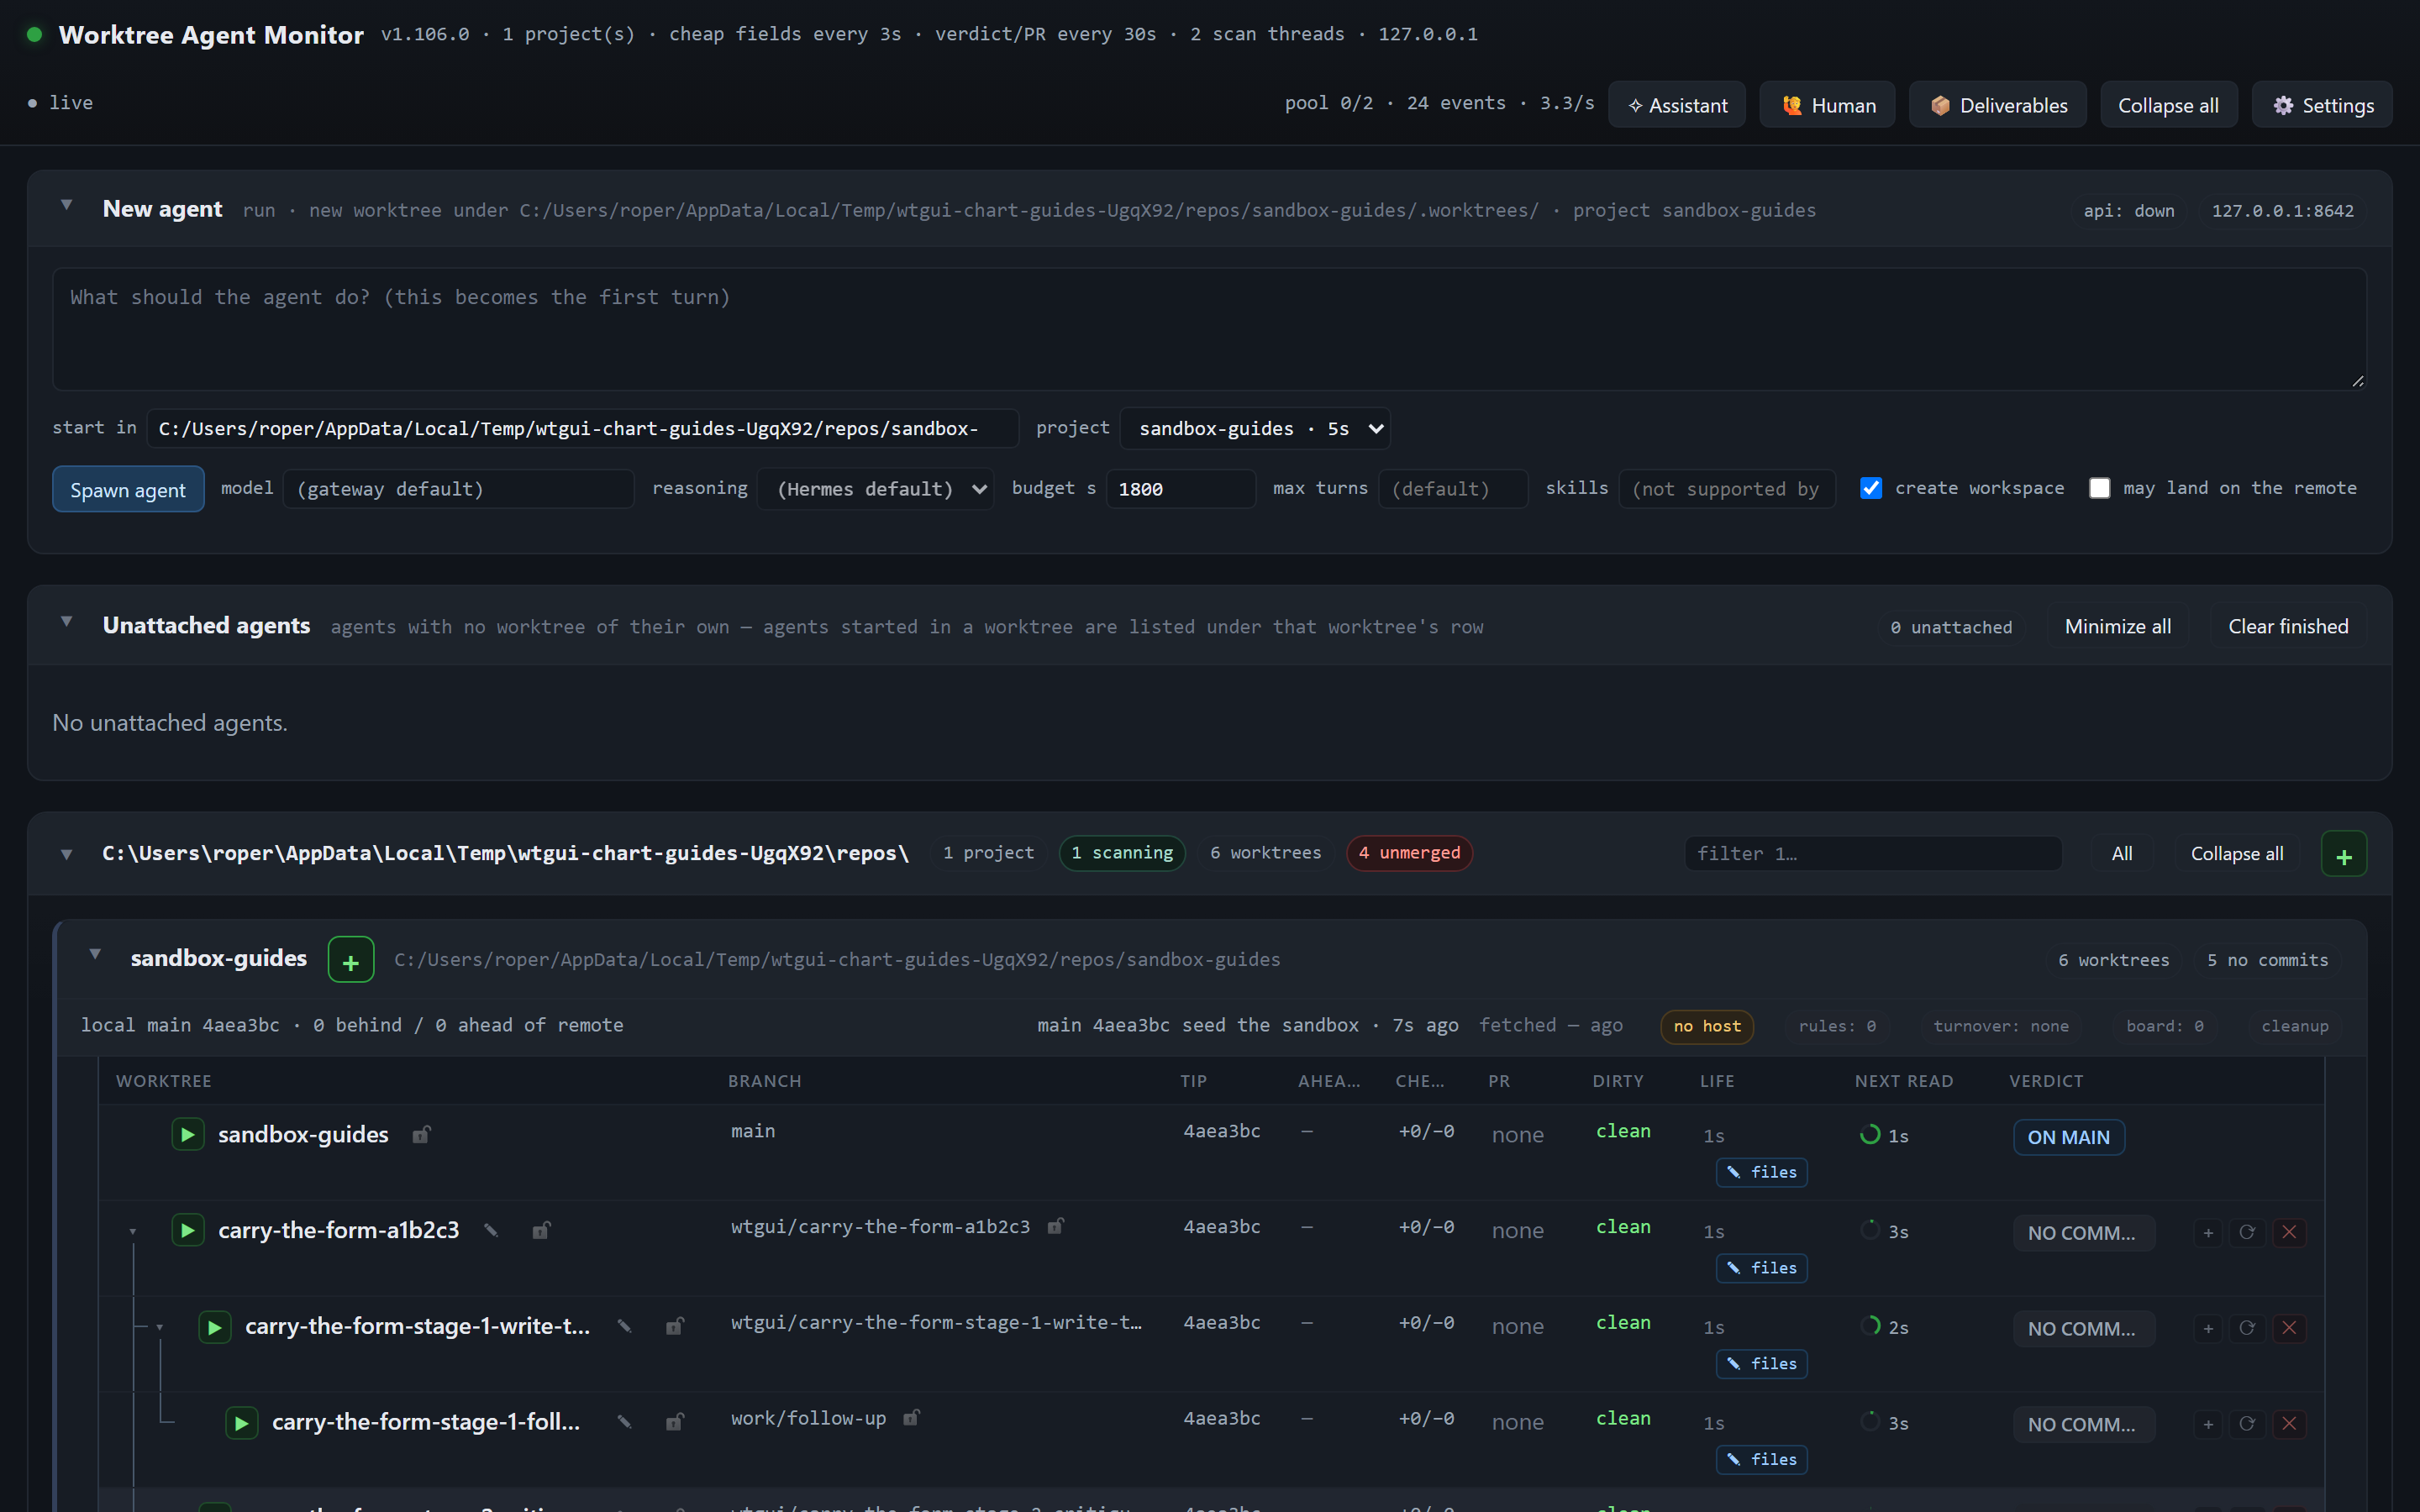 Worktree Agent Monitor v1.106.0 · 1 project(s) · cheap fields every 3s · verdict/PR every 30s · 2 scan threads · 127.0.0.1
live pool 0/2 · 24 events · 3.3/s Assistant Human Deliverables Collapse all Settings
New agent run · new worktree under C:/Users/roper/AppData/Local/Temp/wtgui-chart-guides-UgqX92/repos/sandbox-guides/.worktrees/ · project sandbox-guides api: down 127.0.0.1:8642
What should the agent do? (this becomes the first turn)
start in C:/Users/roper/AppData/Local/Temp/wtgui-chart-guides-UgqX92/repos/sandbox- project sandbox-guides · 5s
Spawn agent model (gateway default) reasoning (Hermes default) budget s 1800 max turns (default) skills (not supported by create workspace may land on the remote
Unattached agents agents with no worktree of their own — agents started in a worktree are listed under that worktree's row 0 unattached Minimize all Clear finished
No unattached agents.
C:\Users\roper\AppData\Local\Temp\wtgui-chart-guides-UgqX92\repos\ 1 project 1 scanning 6 worktrees 4 unmerged filter 1… All Collapse all +
sandbox-guides + C:/Users/roper/AppData/Local/Temp/wtgui-chart-guides-UgqX92/repos/sandbox-guides 6 worktrees 5 no commits
local main 4aea3bc · 0 behind / 0 ahead of remote main 4aea3bc seed the sandbox · 7s ago fetched — ago no host rules: 0 turnover: none board: 0 cleanup
WORKTREE BRANCH TIP AHEA... CHE... PR DIRTY LIFE NEXT READ VERDICT
sandbox-guides main 4aea3bc — +0/−0 none clean 1s 1s ON MAIN
files
carry-the-form-a1b2c3 wtgui/carry-the-form-a1b2c3 4aea3bc — +0/−0 none clean 1s 3s NO COMM... +
files
carry-the-form-stage-1-write-t... wtgui/carry-the-form-stage-1-write-t… 4aea3bc — +0/−0 none clean 1s 2s NO COMM... +
files
carry-the-form-stage-1-foll... work/follow-up 4aea3bc — +0/−0 none clean 1s 3s NO COMM... +
files